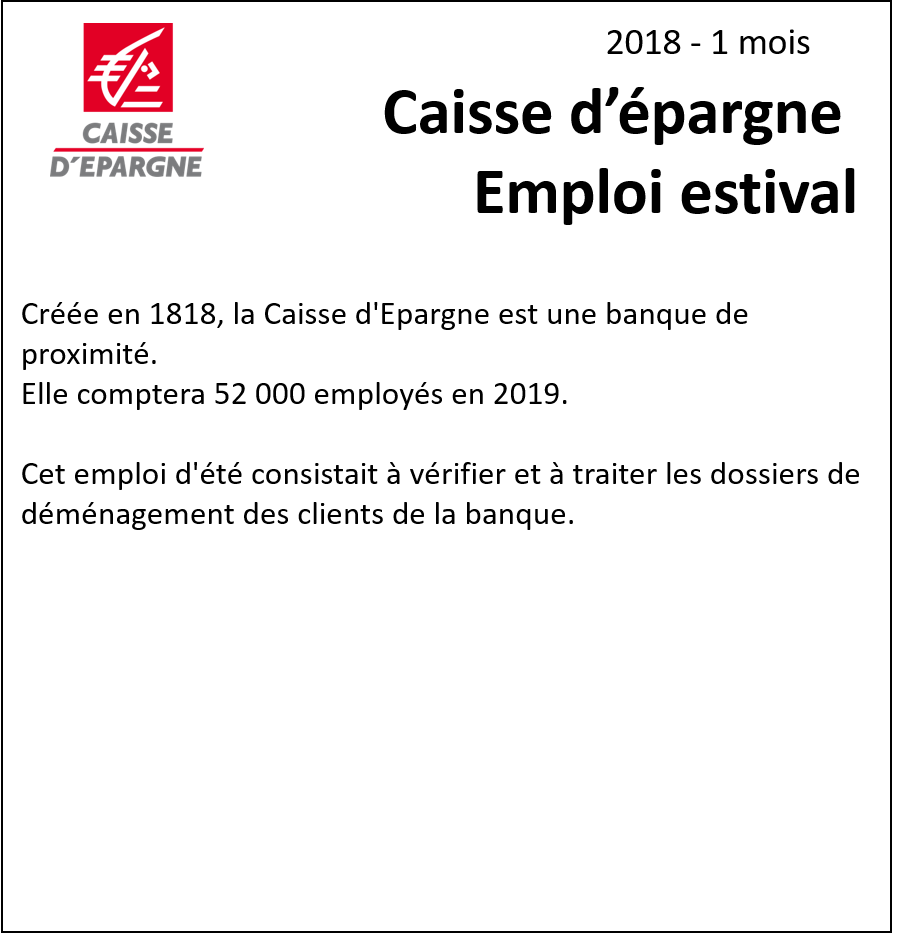 CAISSE
D'EPARGNE
2018 - 1 mois
Caisse d’épargne
Emploi estival
Créée en 1818, la Caisse d'Epargne est une banque de
proximité.
Elle comptera 52 000 employés en 2019.
Cet emploi d'été consistait à vérifier et à traiter les dossiers de
déménagement des clients de la banque.